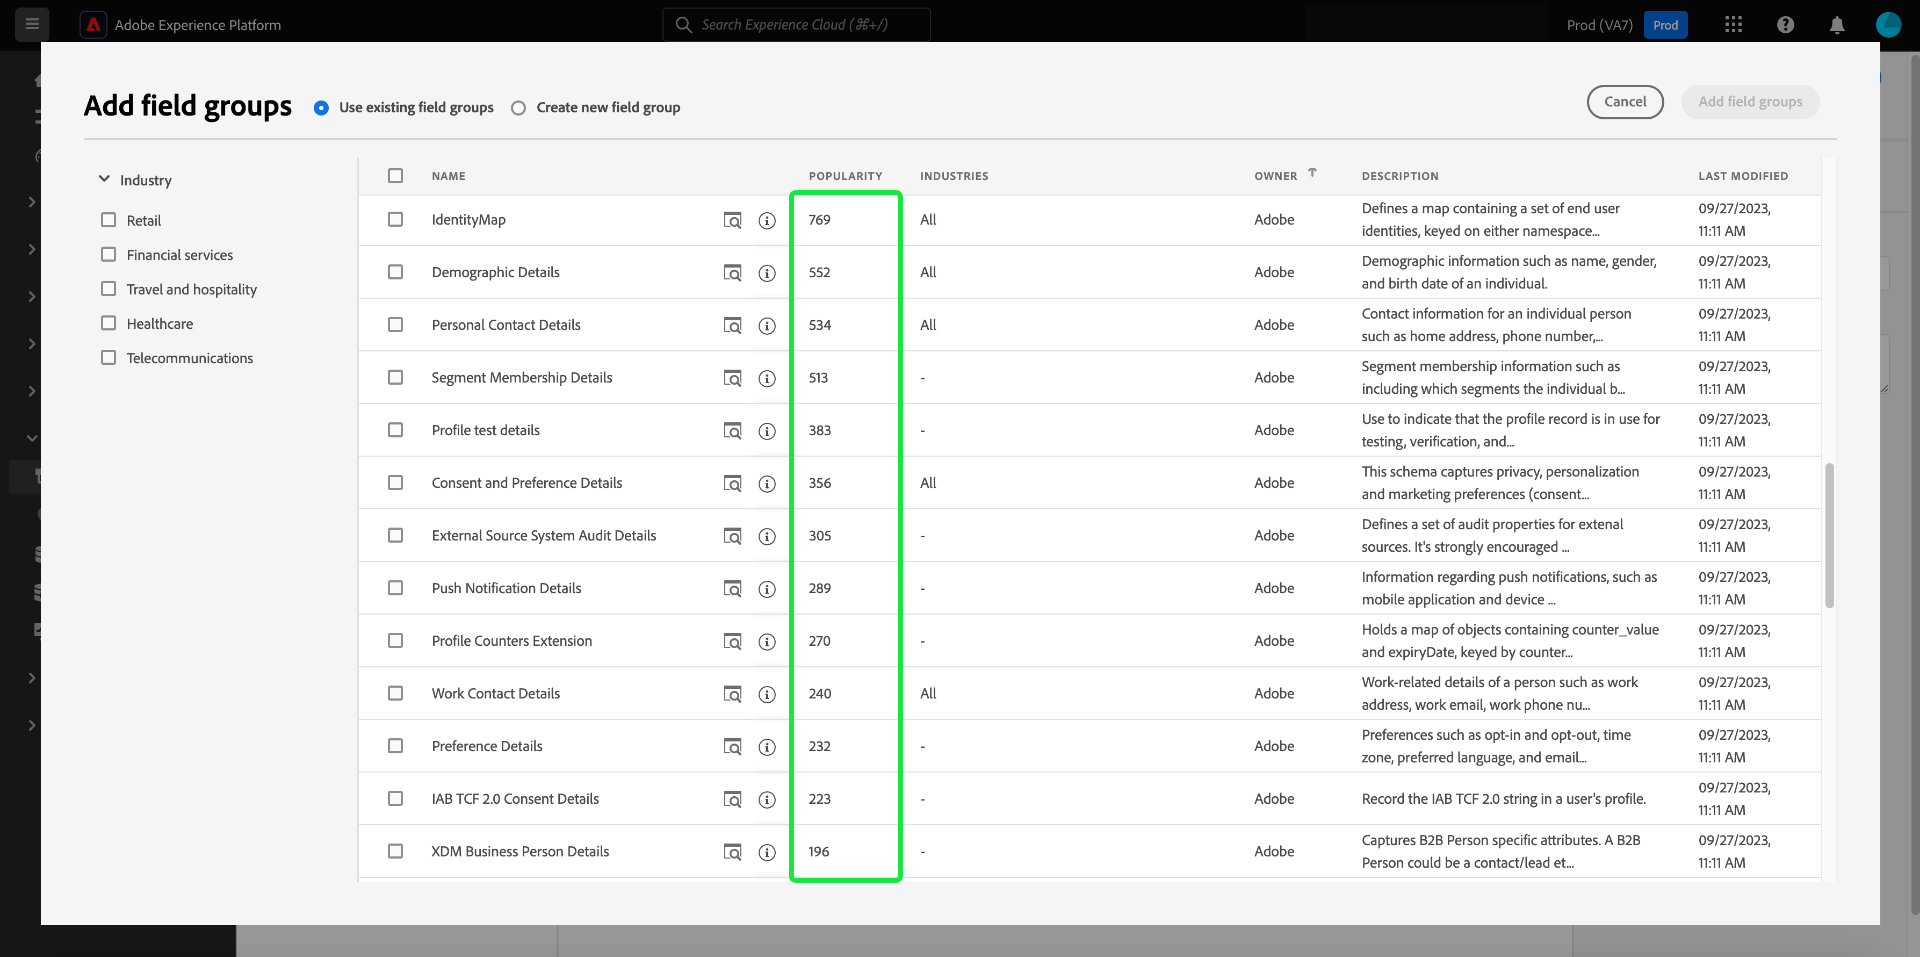 Adobe Experience Platform
Search Experience Cloud (⌘+/)
Prod (VA7)
Prod
Add field groups
Use existing field groups
Create new field group
Cancel
Add field groups
Industry
Retail
Financial services
Travel and hospitality
Healthcare
Telecommunications
NAME POPULARITY INDUSTRIES OWNER DESCRIPTION LAST MODIFIED
IdentityMap 769 All Adobe Defines a map containing a set of end user 09/27/2023,
identities, keyed on either namespace... 11:11 AM
Demographic Details 552 All Adobe Demographic information such as name, gender, 09/27/2023,
and birth date of an individual. 11:11 AM
Personal Contact Details 534 All Adobe Contact information for an individual person 09/27/2023,
such as home address, phone number,... 11:11 AM
Segment Membership Details 513 - Adobe Segment membership information such as 09/27/2023,
including which segments the individual b... 11:11 AM
Profile test details 383 - Adobe Use to indicate that the profile record is in use for 09/27/2023,
testing, verification, and... 11:11 AM
Consent and Preference Details 356 All Adobe This schema captures privacy, personalization 09/27/2023,
and marketing preferences (consent... 11:11 AM
External Source System Audit Details 305 - Adobe Defines a set of audit properties for extenal 09/27/2023,
sources. It's strongly encouraged ... 11:11 AM
Push Notification Details 289 - Adobe Information regarding push notifications, such as 09/27/2023,
mobile application and device ... 11:11 AM
Profile Counters Extension 270 - Adobe Holds a map of objects containing counter_value 09/27/2023,
and expiryDate, keyed by counter... 11:11 AM
Work Contact Details 240 All Adobe Work-related details of a person such as work 09/27/2023,
address, work email, work phone nu... 11:11 AM
Preference Details 232 - Adobe Preferences such as opt-in and opt-out, time 09/27/2023,
zone, preferred language, and email... 11:11 AM
IAB TCF 2.0 Consent Details 223 - Adobe Record the IAB TCF 2.0 string in a user's profile. 09/27/2023,
11:11 AM
XDM Business Person Details 196 - Adobe Captures B2B Person specific attributes. A B2B 09/27/2023,
Person could be a contact/lead et... 11:11 AM